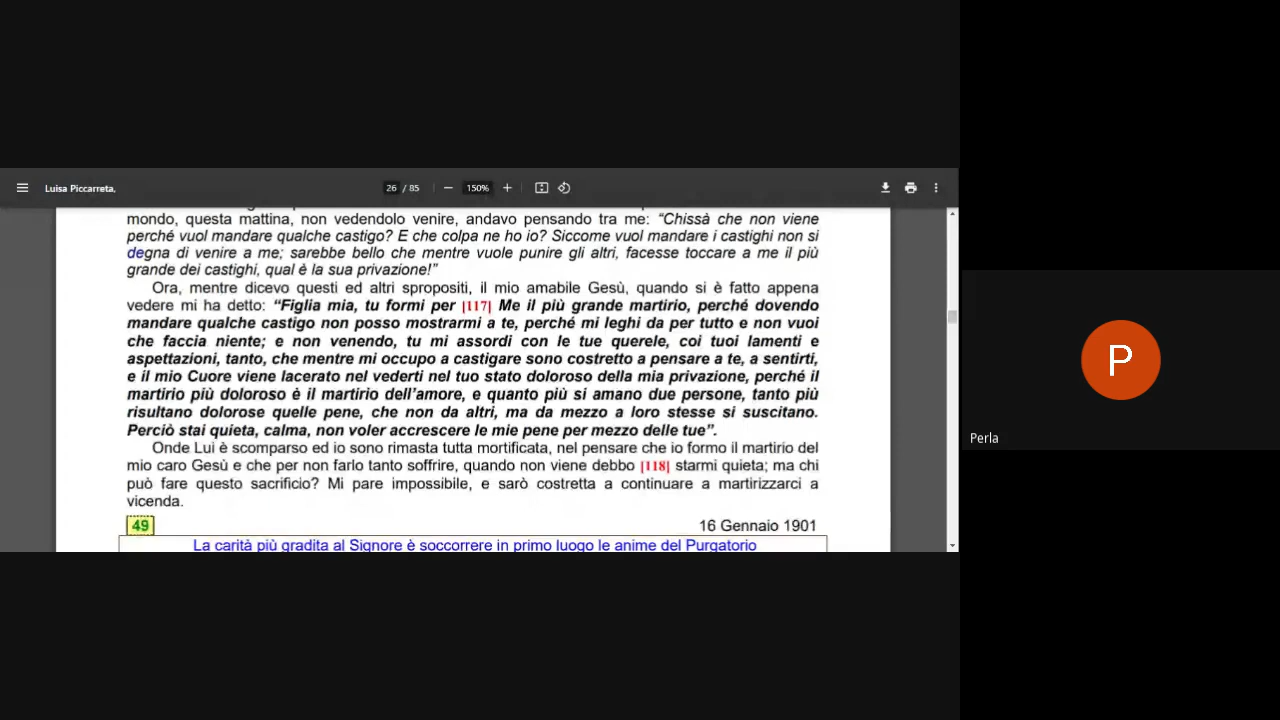 Luisa Piccarreta,
26 / 85
150%
mondo, questa mattina, non vedendolo venire, andavo pensando tra me: “Chissà che non viene
perché vuol mandare qualche castigo? E che colpa ne ho io? Siccome vuol mandare i castighi non si
degna di venire a me; sarebbe bello che mentre vuole punire gli altri, facesse toccare a me il più
grande dei castighi, qual è la sua privazione!”
Ora, mentre dicevo questi ed altri spropositi, il mio amabile Gesù, quando si è fatto appena
vedere mi ha detto: “Figlia mia, tu formi per [117] Me il più grande martirio, perché dovendo
mandare qualche castigo non posso mostrarmi a te, perché mi leghi da per tutto e non vuoi
che faccia niente; e non venendo, tu mi assordi con le tue querele, coi tuoi lamenti e
aspettazioni, tanto, che mentre mi occupo a castigare sono costretto a pensare a te, a sentirti,
e il mio Cuore viene lacerato nel vederti nel tuo stato doloroso della mia privazione, perché il
martirio più doloroso è il martirio dell’amore, e quanto più si amano due persone, tanto più
risultano dolorose quelle pene, che non da altri, ma da mezzo a loro stesse si suscitano.
Perciò stai quieta, calma, non voler accrescere le mie pene per mezzo delle tue”.
Onde Lui è scomparso ed io sono rimasta tutta mortificata, nel pensare che io formo il martirio del
mio caro Gesù e che per non farlo tanto soffrire, quando non viene debbo [118] starmi quieta; ma chi
può fare questo sacrificio? Mi pare impossibile, e sarò costretta a continuare a martirizzarci a
vicenda.
49
16 Gennaio 1901
La carità più gradita al Signore è soccorrere in primo luogo le anime del Purgatorio
P
Perla